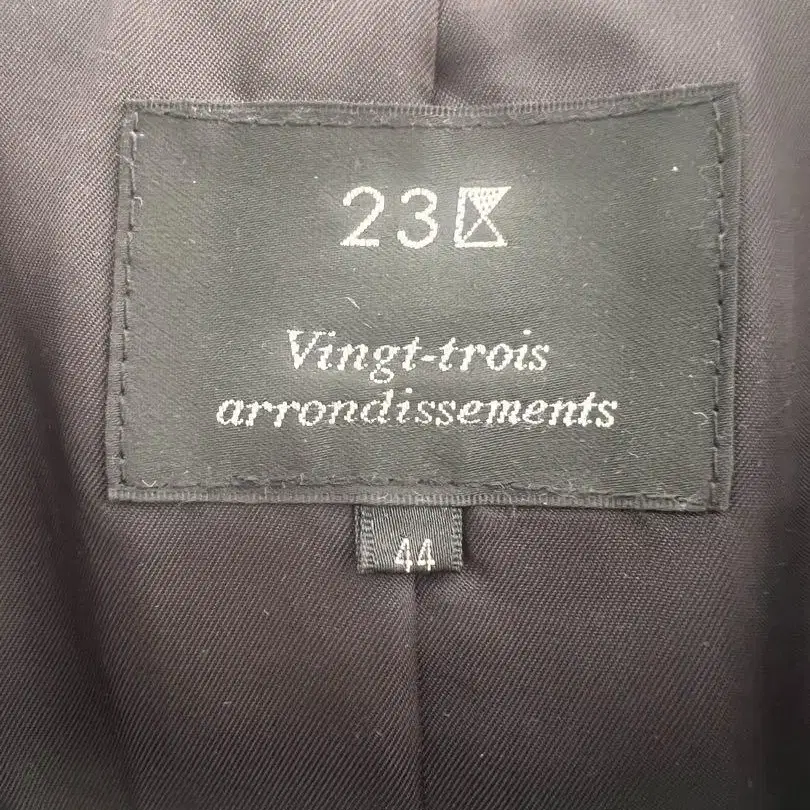 23区
Vingt-trois
arrondissements
44